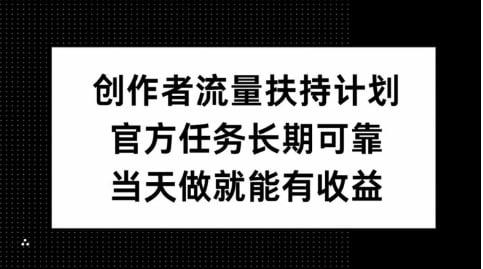 创作者流量扶持计划
官方任务长期可靠
当天做就能有收益